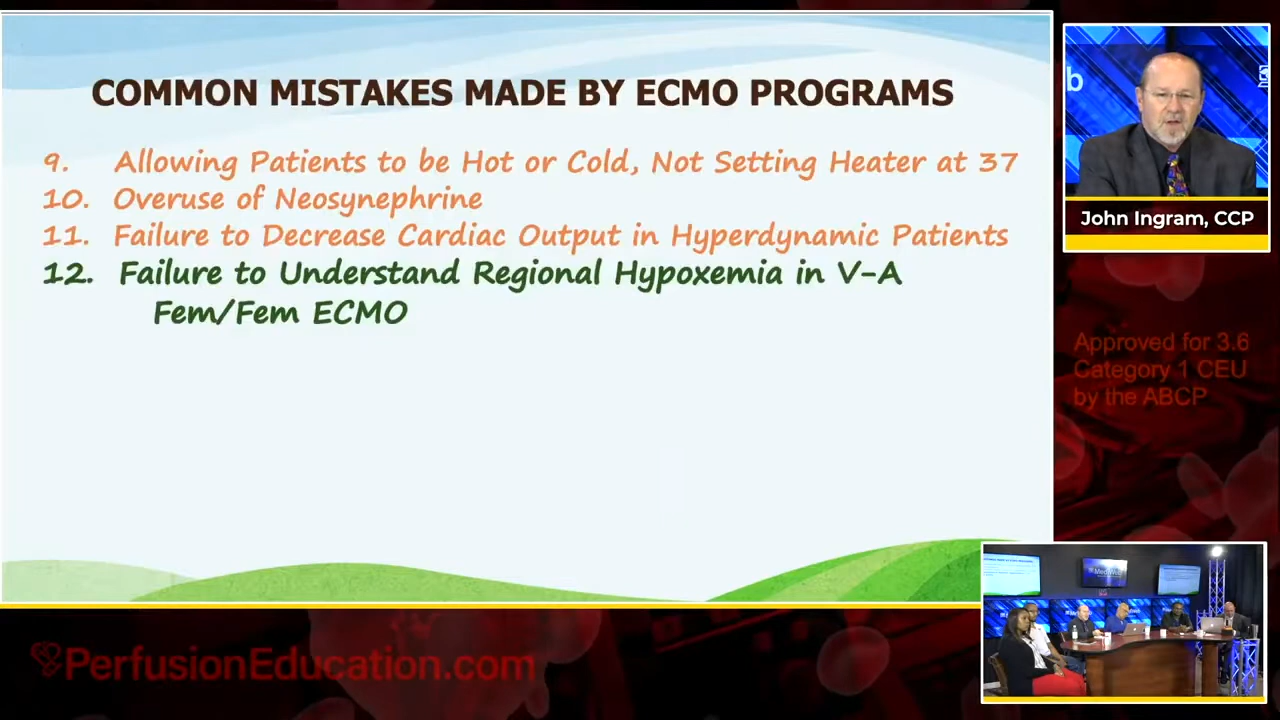 COMMON MISTAKES MADE BY ECMO PROGRAMS
9. Allowing Patients to be Hot or Cold, Not Setting Heater at 37
10. Overuse of Neosynephrine
11. Failure to Decrease Cardiac Output in Hyperdynamic Patients
12. Failure to Understand Regional Hypoxemia in V-A
Fem/Fem ECMO
John Ingram, CCP
Approved for 3.6
Category 1 CEU
by the ABCP
PerfusionEducation.com